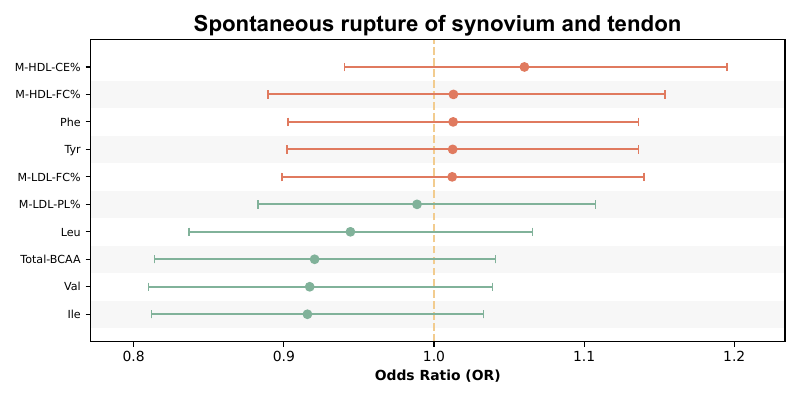 Spontaneous rupture of synovium and tendon
M-HDL-CE%
M-HDL-FC%
Phe
Tyr
M-LDL-FC%
M-LDL-PL%
Leu
Total-BCAA
Val
Ile
0.8 0.9 1.0 1.1 1.2
Odds Ratio (OR)